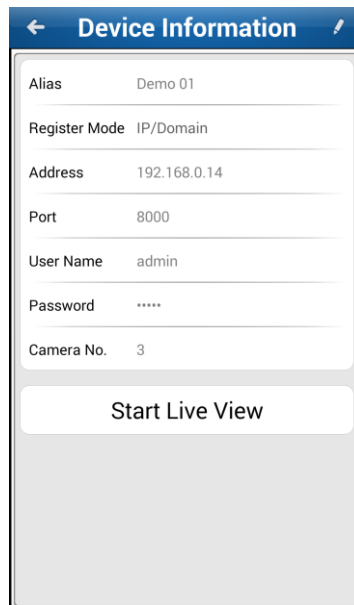 Device Information
Alias Demo 01
Register Mode IP/Domain
Address 192.168.0.14
Port 8000
User Name admin
Password •••••
Camera No. 3
Start Live View